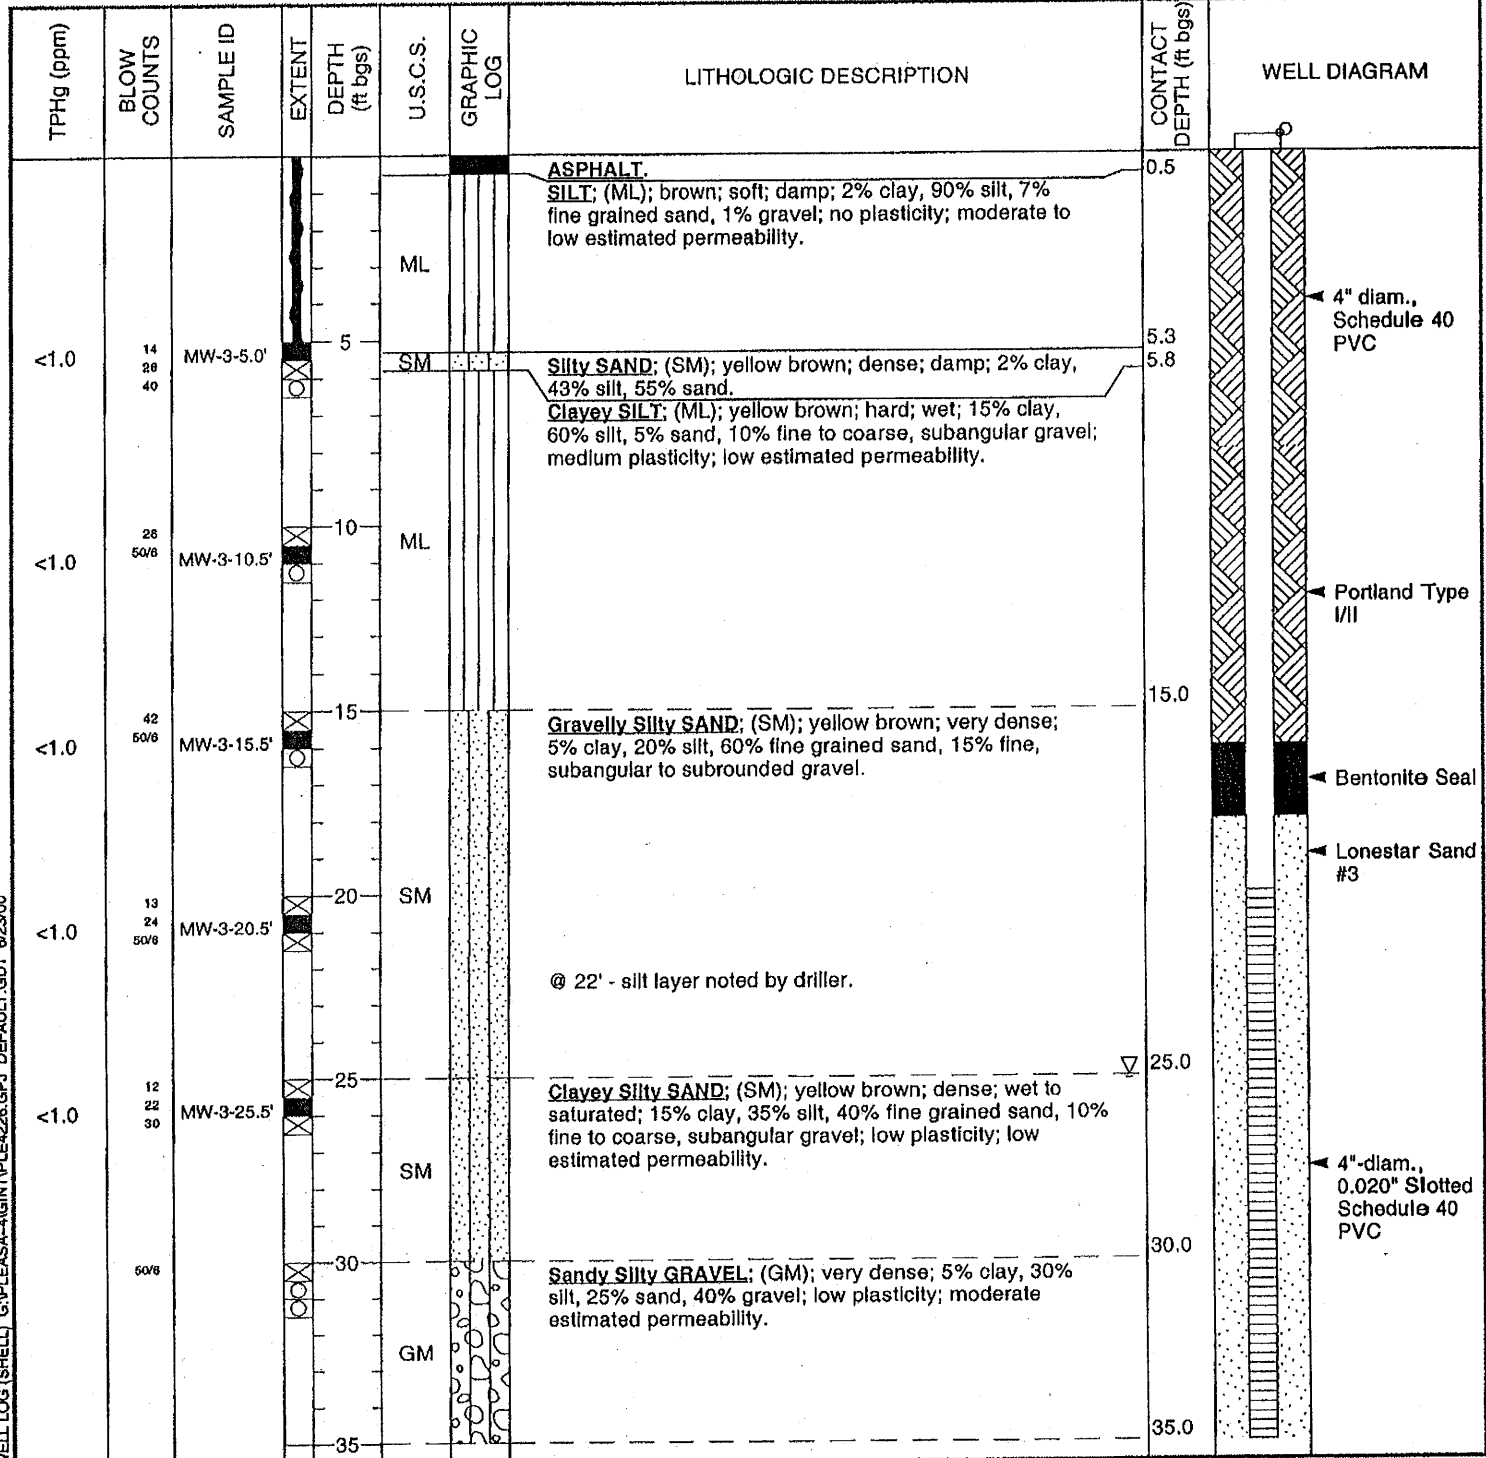 TPHg (ppm)
BLOW COUNTS
SAMPLE ID
EXTENT
DEPTH (ft bgs)
U.S.C.S.
GRAPHIC LOG
LITHOLOGIC DESCRIPTION
CONTACT DEPTH (ft bgs)
WELL DIAGRAM
ASPHALT.
0.5
SILT; (ML); brown; soft; damp; 2% clay, 90% silt, 7%
fine grained sand, 1% gravel; no plasticity; moderate to
low estimated permeability.
ML
4" diam.,
Schedule 40
PVC
5
5.3
<1.0
14
MW-3-5.0'
SM
Silty SAND; (SM); yellow brown; dense; damp; 2% clay,
43% silt, 55% sand.
5.8
40
Clayey SILT; (ML); yellow brown; hard; wet; 15% clay,
60% silt, 5% sand, 10% fine to coarse, subangular gravel;
medium plasticity; low estimated permeability.
10
ML
50/6
<1.0
MW-3-10.5'
Portland Type
I/II
15
15.0
42
50/6
<1.0
MW-3-15.5'
Gravelly Silty SAND; (SM); yellow brown; very dense;
5% clay, 20% silt, 60% fine grained sand, 15% fine,
subangular to subrounded gravel.
Bentonite Seal
Lonestar Sand
#3
20
SM
13
24
50/6
<1.0
MW-3-20.5'
@ 22' - silt layer noted by driller.
25
25.0
12
22
30
<1.0
MW-3-25.5'
Clayey Silty SAND; (SM); yellow brown; dense; wet to
saturated; 15% clay, 35% silt, 40% fine grained sand, 10%
fine to coarse, subangular gravel; low plasticity; low
estimated permeability.
SM
4"-diam.,
0.020" Slotted
Schedule 40
PVC
30
30.0
50/6
Sandy Silty GRAVEL; (GM); very dense; 5% clay, 30%
silt, 25% sand, 40% gravel; low plasticity; moderate
estimated permeability.
GM
35
35.0